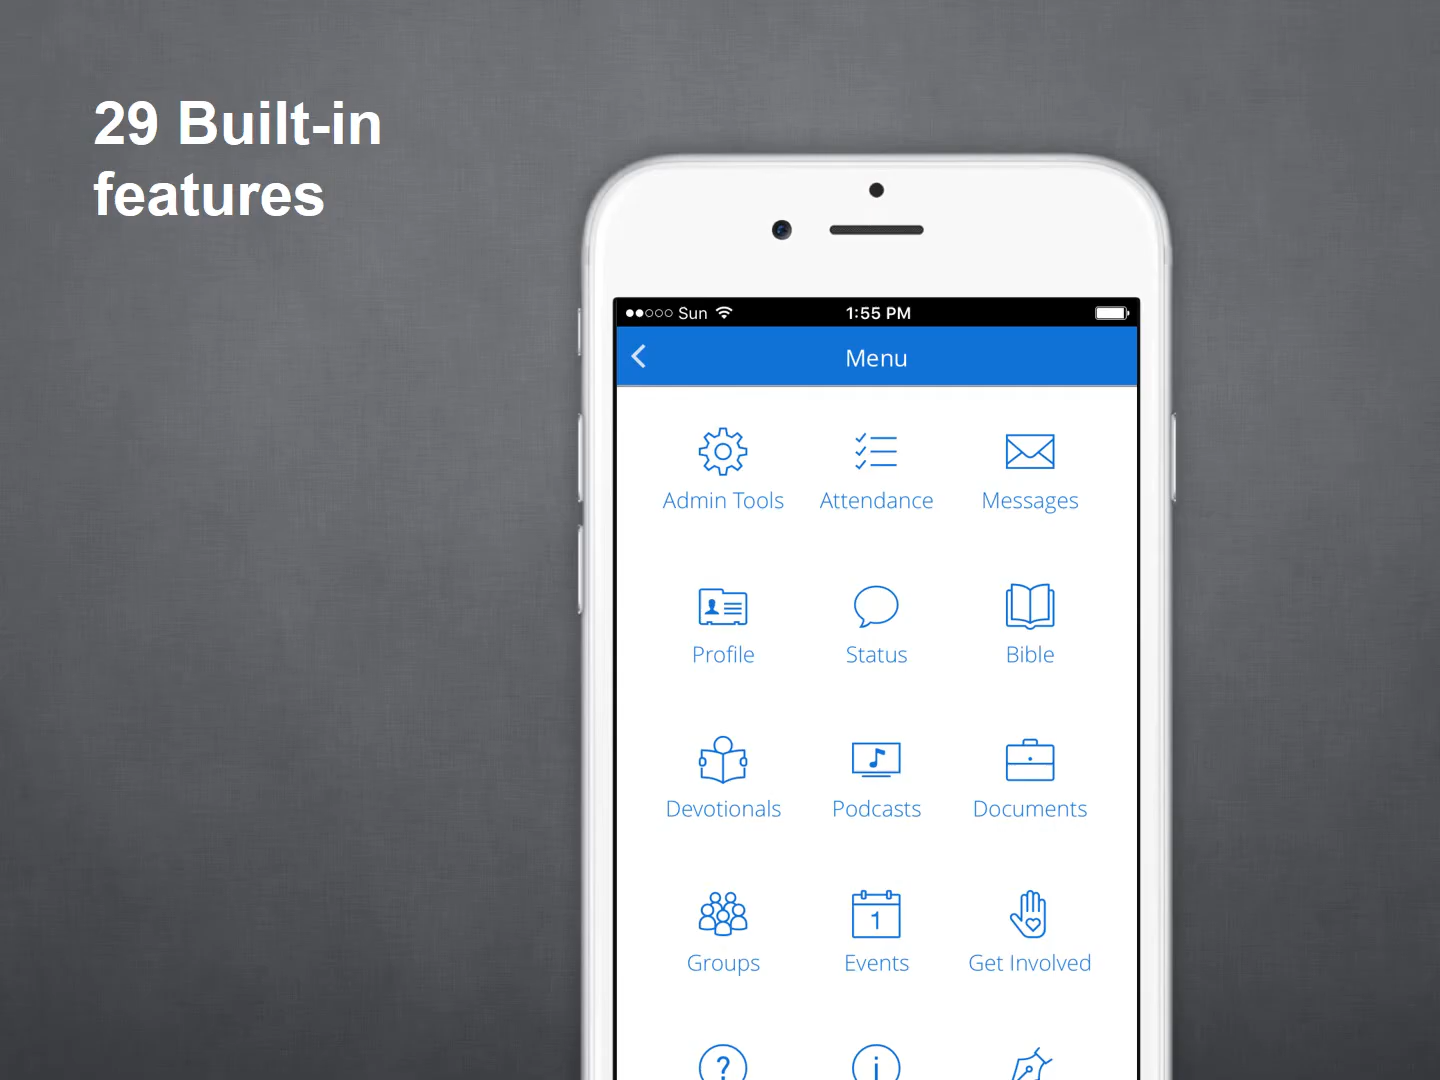 29 Built-in
features
Sun 1:55 PM
Menu
Admin Tools Attendance Messages
Profile Status Bible
Devotionals Podcasts Documents
1
Groups Events Get Involved
? i